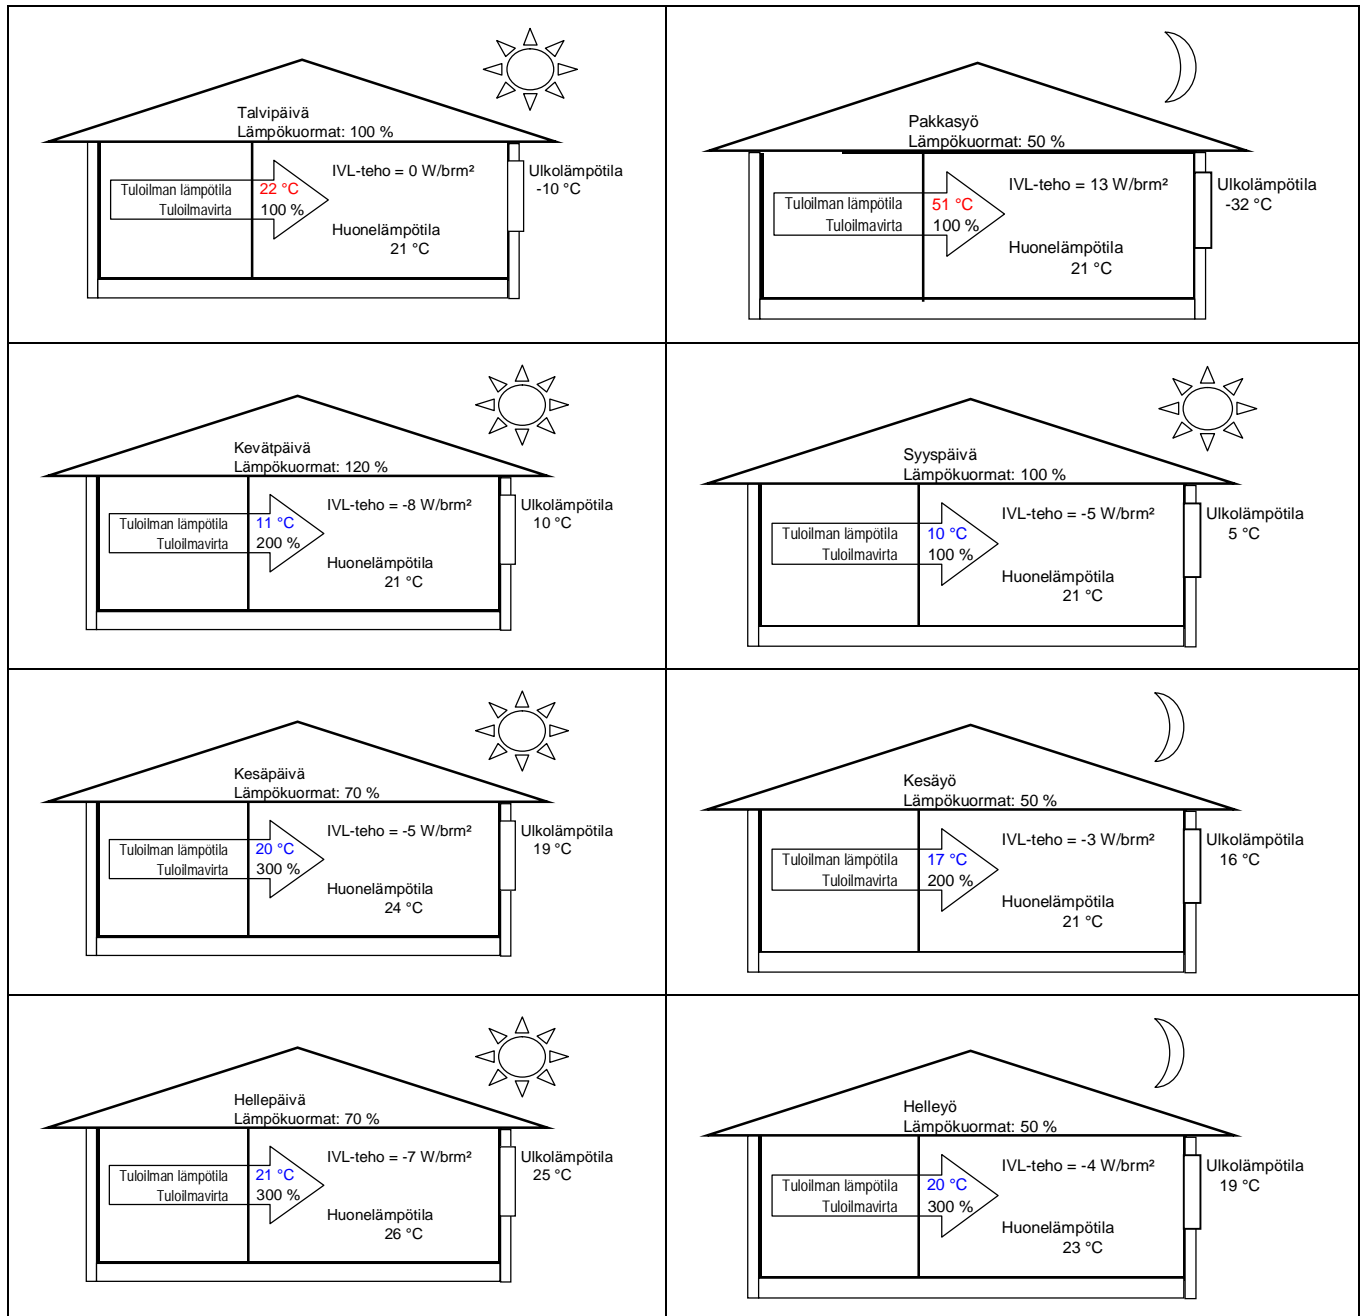 Talvipäivä
Lämpökuormat: 100 %
IVL-teho = 0 W/brm²
Ulkolämpötila
-10 °C
Tuloilman lämpötila 22 °C
Tuloilmavirta 100 %
Huonelämpötila
21 °C
Pakkasyö
Lämpökuormat: 50 %
IVL-teho = 13 W/brm²
Ulkolämpötila
-32 °C
Tuloilman lämpötila 51 °C
Tuloilmavirta 100 %
Huonelämpötila
21 °C
Kevätpäivä
Lämpökuormat: 120 %
IVL-teho = -8 W/brm²
Ulkolämpötila
10 °C
Tuloilman lämpötila 11 °C
Tuloilmavirta 200 %
Huonelämpötila
21 °C
Syyspäivä
Lämpökuormat: 100 %
IVL-teho = -5 W/brm²
Ulkolämpötila
5 °C
Tuloilman lämpötila 10 °C
Tuloilmavirta 100 %
Huonelämpötila
21 °C
Kesäpäivä
Lämpökuormat: 70 %
IVL-teho = -5 W/brm²
Ulkolämpötila
19 °C
Tuloilman lämpötila 20 °C
Tuloilmavirta 300 %
Huonelämpötila
24 °C
Kesäyö
Lämpökuormat: 50 %
IVL-teho = -3 W/brm²
Ulkolämpötila
16 °C
Tuloilman lämpötila 17 °C
Tuloilmavirta 200 %
Huonelämpötila
21 °C
Hellepäivä
Lämpökuormat: 70 %
IVL-teho = -7 W/brm²
Ulkolämpötila
25 °C
Tuloilman lämpötila 21 °C
Tuloilmavirta 300 %
Huonelämpötila
26 °C
Helleyö
Lämpökuormat: 50 %
IVL-teho = -4 W/brm²
Ulkolämpötila
19 °C
Tuloilman lämpötila 20 °C
Tuloilmavirta 300 %
Huonelämpötila
23 °C